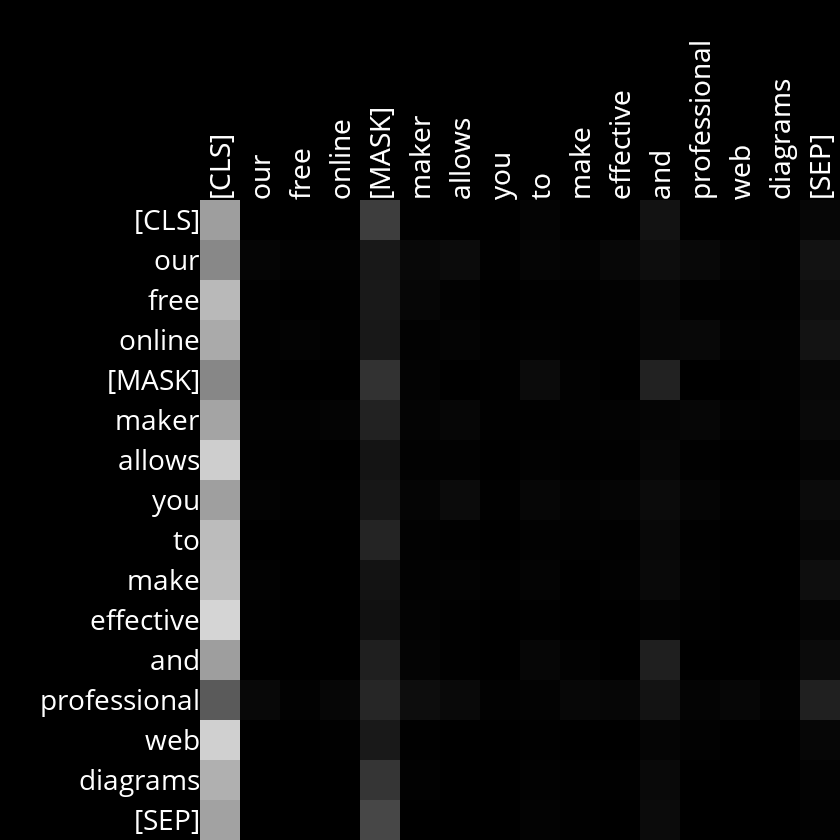 [CLS] our free online [MASK] maker allows you to make effective and professional web diagrams [SEP]
[CLS]
our
free
online
[MASK]
maker
allows
you
to
make
effective
and
professional
web
diagrams
[SEP]